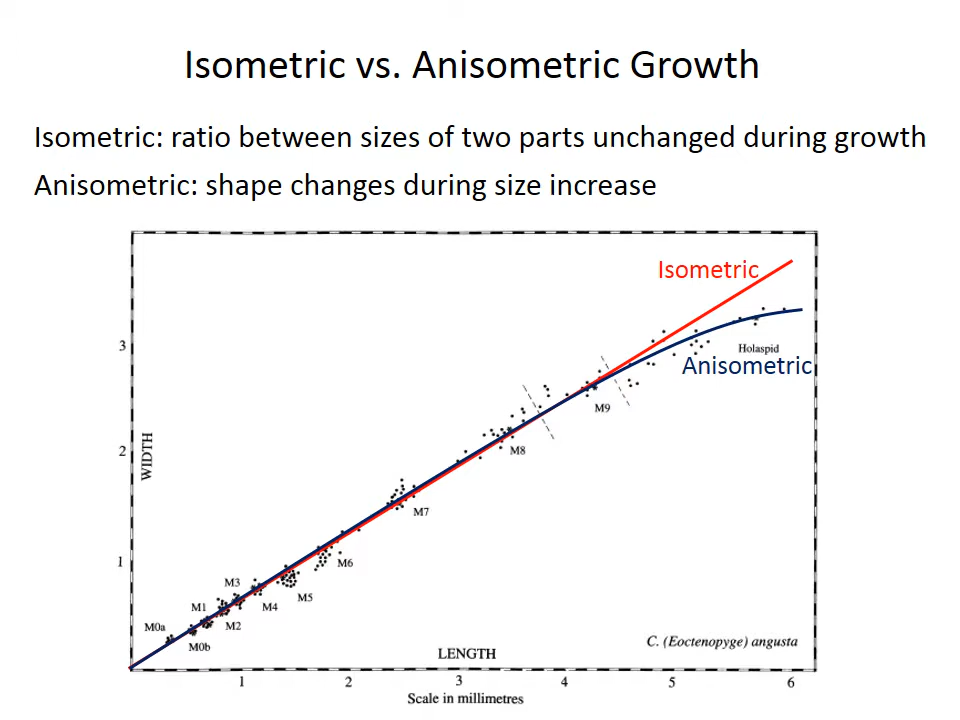 Isometric vs. Anisometric Growth
Isometric: ratio between sizes of two parts unchanged during growth
Anisometric: shape changes during size increase
Isometric
3
Holaspid
Anisometric
M9
2
WIDTH
M8
M7
1
M6
M3
M5
M1
M4
M0a
M2
M0b
C. (Eoctenopyge) angusta
LENGTH
1 2 3 4 5 6
Scale in millimetres